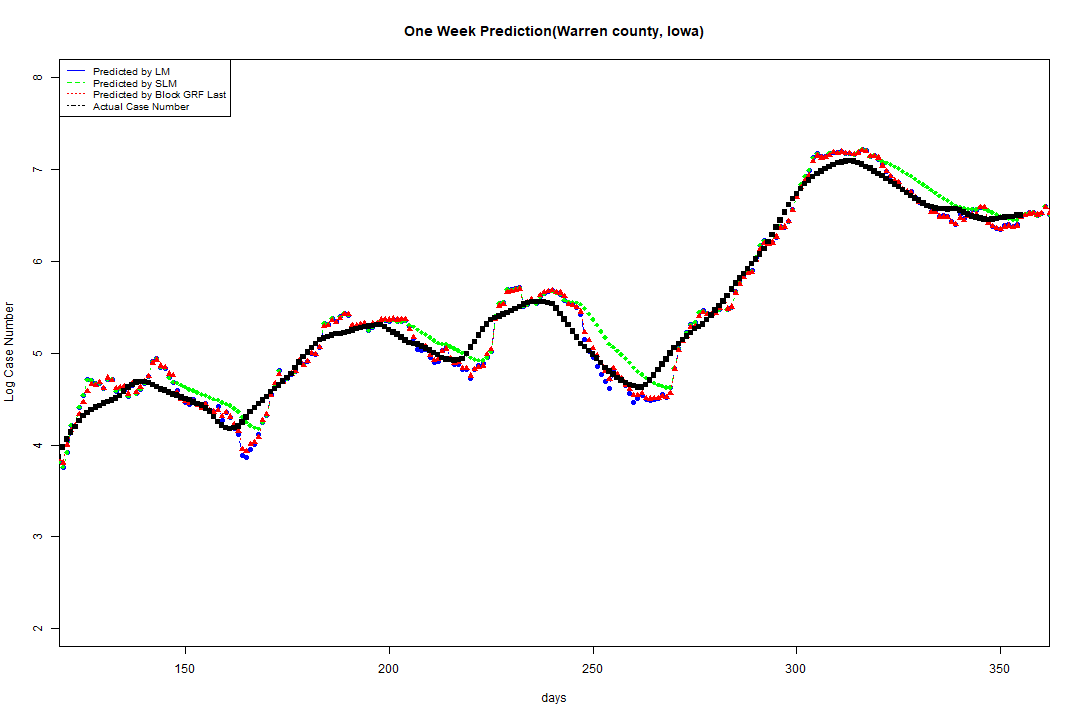 One Week Prediction(Warren county, Iowa)
Predicted by LM
Predicted by SLM
Predicted by Block GRF Last
Actual Case Number
8
7
6
5
4
3
2
Log Case Number
150 200 250 300 350
days